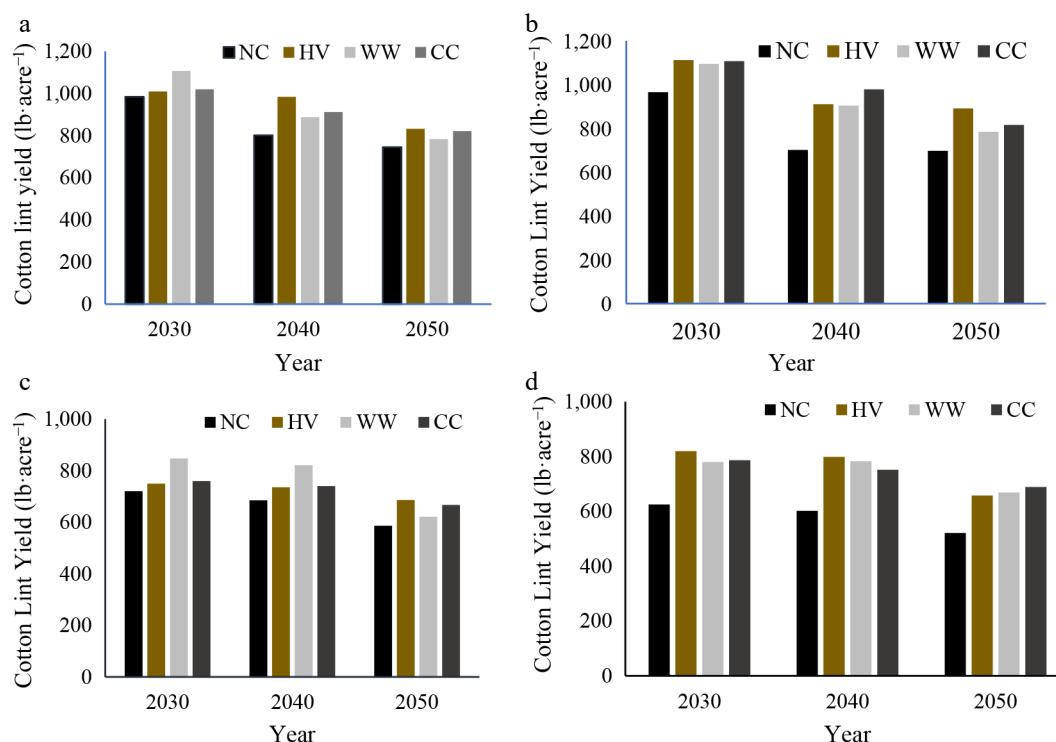 a
Cotton lint yield (lb·acre⁻¹)
NC HV WW CC
1,200
1,000
800
600
400
200
0
2030 2040 2050
Year
b
Cotton Lint Yield (lb·acre⁻¹)
NC HV WW CC
1,200
1,000
800
600
400
200
0
2030 2040 2050
Year
c
Cotton Lint Yield (lb·acre⁻¹)
NC HV WW CC
1,000
800
600
400
200
0
2030 2040 2050
Year
d
Cotton Lint Yield (lb·acre⁻¹)
NC HV WW CC
1,000
800
600
400
200
0
2030 2040 2050
Year